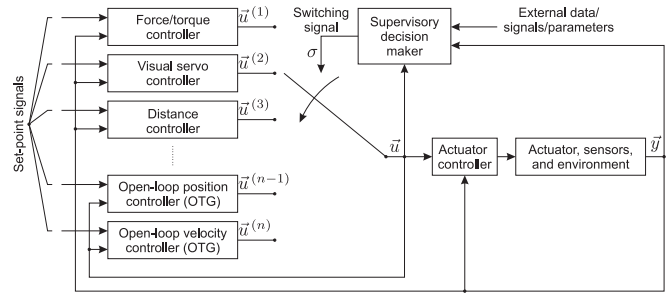 Set-point signals
Force/torque
controller
u⃗^(1)
Visual servo
controller
u⃗^(2)
Distance
controller
u⃗^(3)
Open-loop position
controller (OTG)
u⃗^(n−1)
Open-loop velocity
controller (OTG)
u⃗^(n)
Switching
signal
σ
Supervisory
decision
maker
External data/
signals/parameters
u⃗
Actuator
controller
Actuator, sensors,
and environment
y⃗